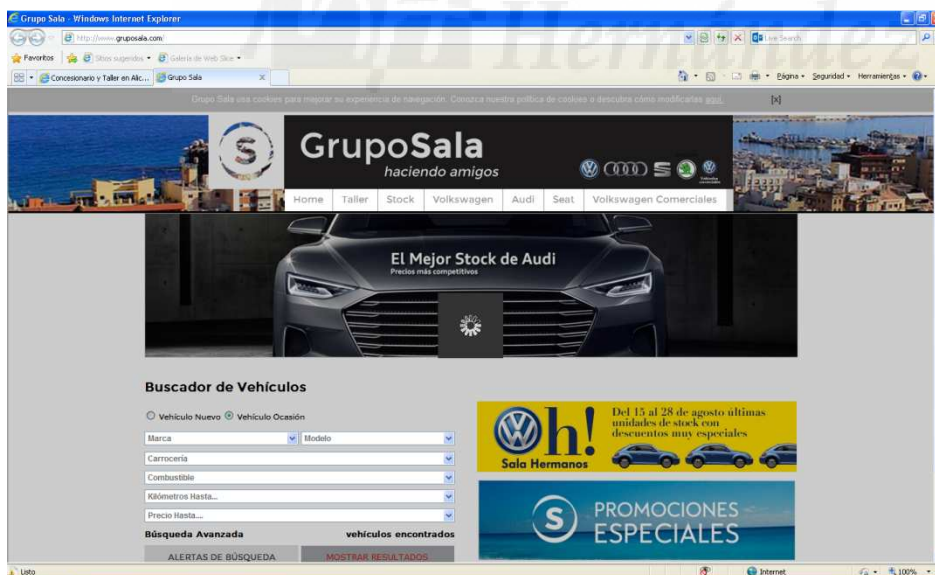 Hernández
Grupo Sala - Windows Internet Explorer
http://www.gruposala.com/
Live Search
Favoritos
Sitios sugeridos
Galería de Web Slice
Concesionario y Taller en Alic...
Grupo Sala
X
Página
Seguridad
Herramientas
Grupo Sala usa cookies para mejorar su experiencia de navegación. Conozca nuestra política de cookies o descubra cómo modificarlas aquí.
[x]
S
GrupoSala
haciendo amigos
Home
Taller
Stock
Volkswagen
Audi
Seat
Volkswagen Comerciales
El Mejor Stock de Audi
Precios más competitivos
Buscador de Vehículos
Vehículo Nuevo
Vehículo Ocasión
Marca
Modelo
Carrocería
Combustible
Kilómetros Hasta...
Precio Hasta....
Búsqueda Avanzada
vehículos encontrados
ALERTAS DE BÚSQUEDA
MOSTRAR RESULTADOS
Oh!
Sala Hermanos
Del 15 al 28 de agosto últimas
unidades de stock con
descuentos muy especiales
S
PROMOCIONES
ESPECIALES
Listo
Internet
100%